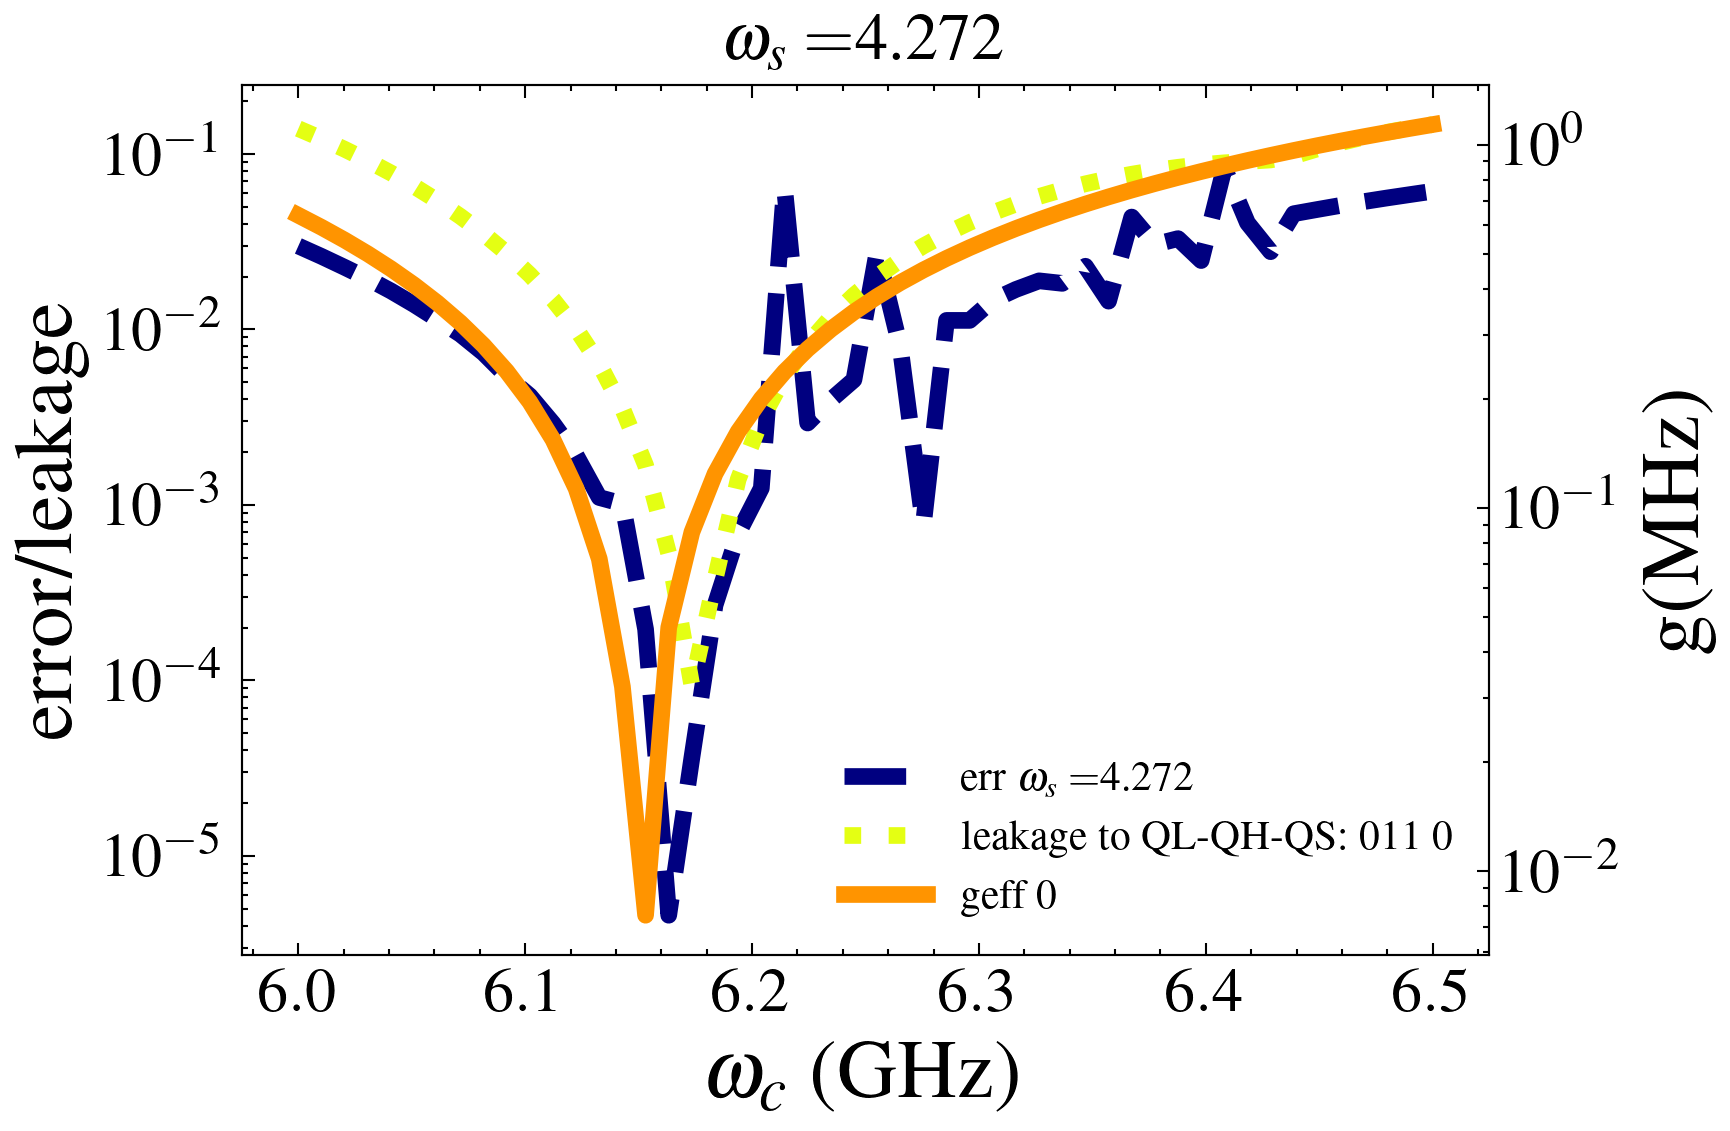 ωs =4.272
error/leakage
10⁻¹
10⁻²
10⁻³
10⁻⁴
10⁻⁵
10⁰
10⁻¹
10⁻²
g(MHz)
err ωs =4.272
leakage to QL-QH-QS: 011 0
geff 0
6.0 6.1 6.2 6.3 6.4 6.5
ωc (GHz)